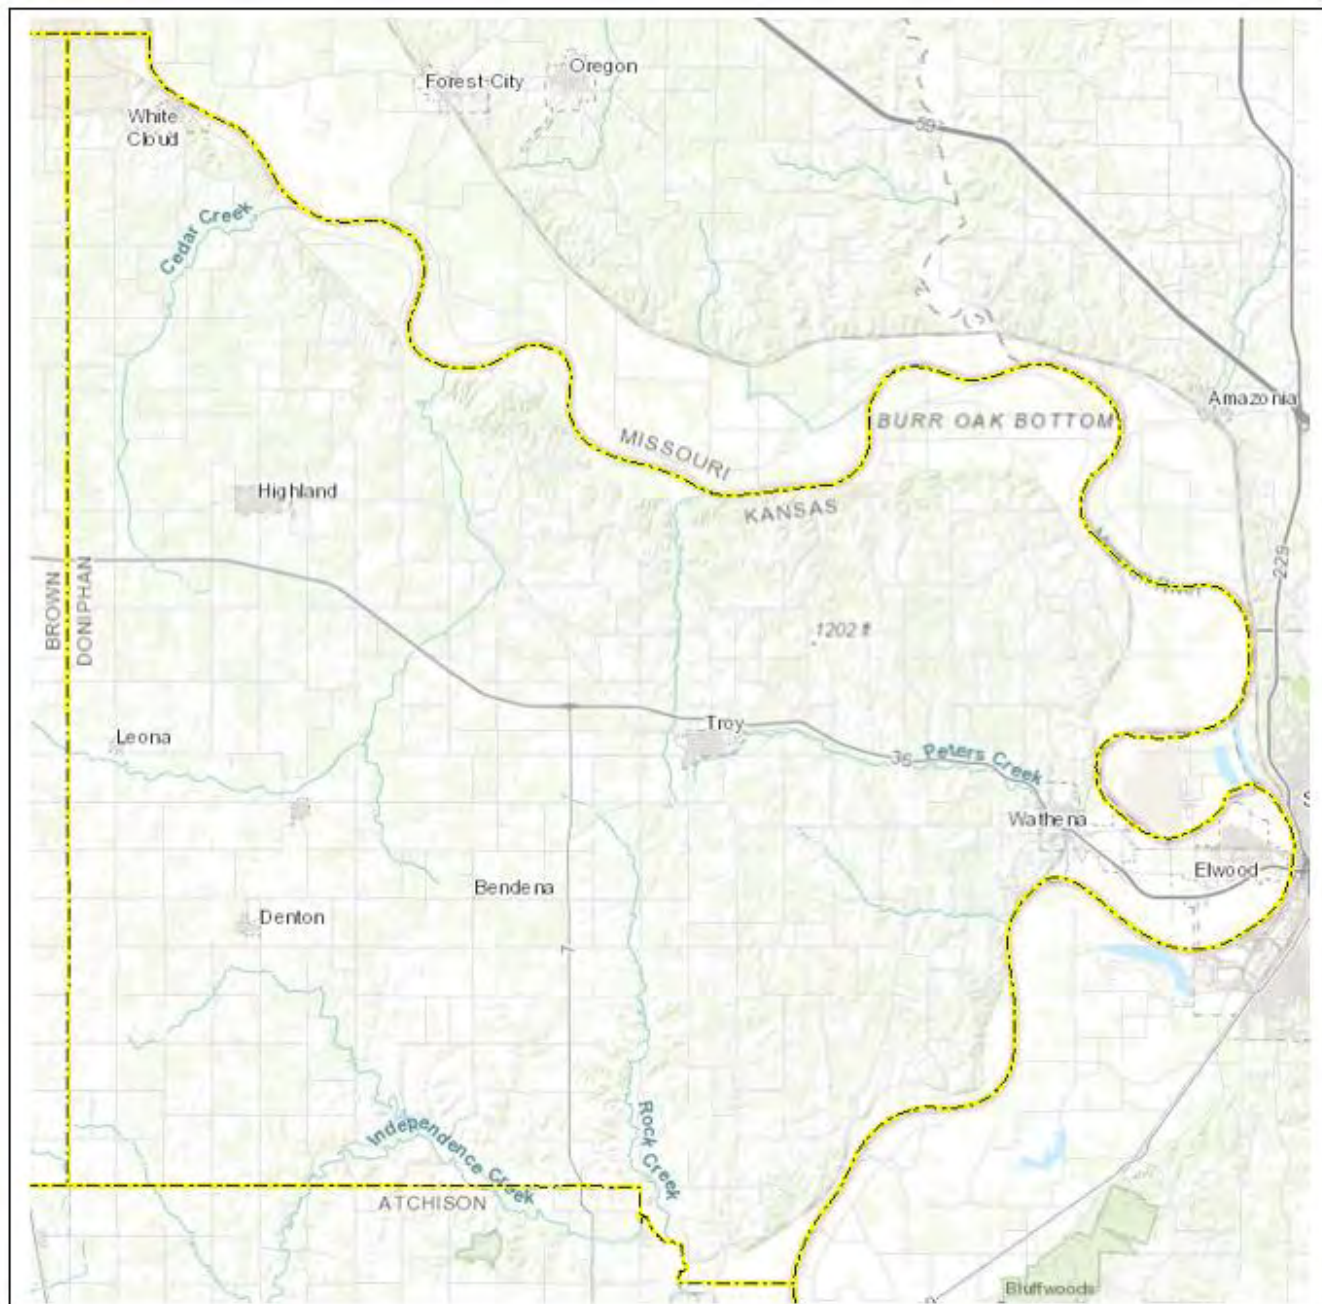 Oregon
Forest City
White
Cloud
59
Cedar Creek
Amazonia
BURR OAK BOTTOM
MISSOURI
KANSAS
Highland
229
BROWN
DONIPHAN
1202 ft
Troy
Leona
36
Peters Creek
Wathena
Elwood
Bendena
Denton
7
Rock Creek
Independence Creek
ATCHISON
Bluffwoods